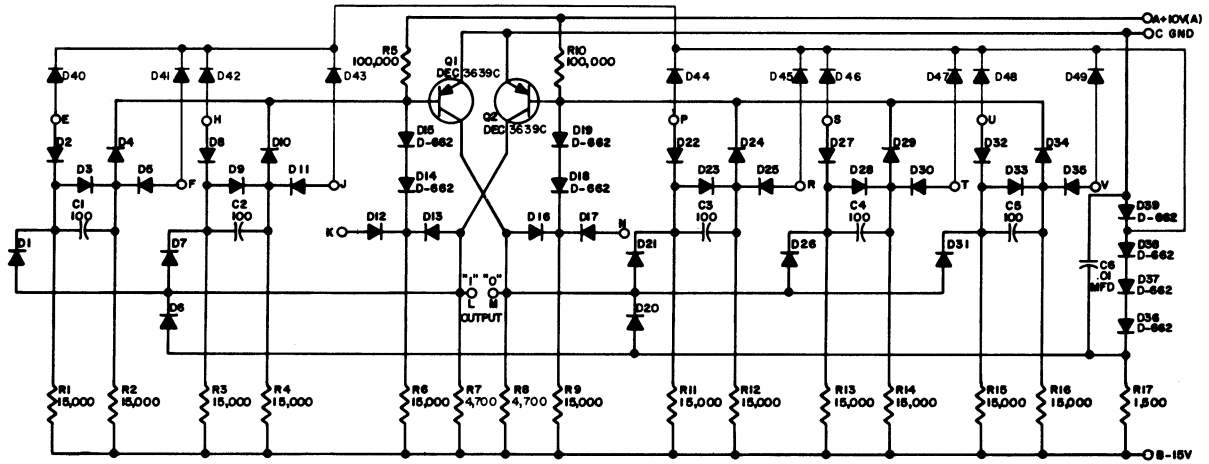 A+10V(A)
C GND
R5
100,000
R10
100,000
Q1
DEC 3639C
Q2
DEC 3639C
D40
D41
D42
D43
D44
D45
D46
D47
D48
D49
E
H
P
S
U
D2
D4
D8
D10
D15
D-662
D19
D-662
D22
D24
D27
D29
D32
D34
D3
D5
F
D9
D11
J
D14
D-662
D18
D-662
D23
D25
R
D28
D30
T
D33
D35
V
C1
100
C2
100
C3
100
C4
100
C5
100
D39
D-662
K
D12
D13
D16
D17
N
D1
D7
D21
D26
D31
D38
D-662
C6
.01
MFD
D37
D-662
"1" "0"
L M
OUTPUT
D6
D20
D36
D-662
R1
15,000
R2
15,000
R3
15,000
R4
15,000
R6
15,000
R7
4,700
R8
4,700
R9
15,000
R11
15,000
R12
15,000
R13
15,000
R14
15,000
R15
15,000
R16
15,000
R17
1,500
B-15V